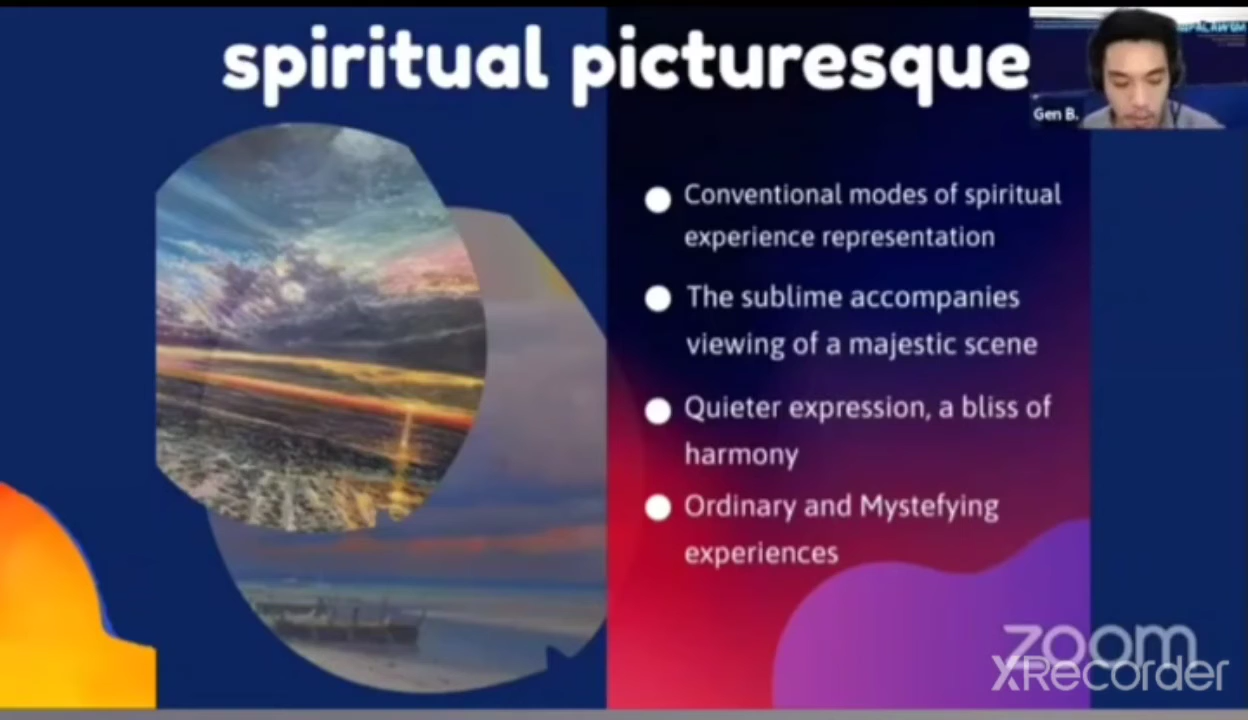 spiritual picturesque
Gen B.
Conventional modes of spiritual
experience representation
The sublime accompanies
viewing of a majestic scene
Quieter expression, a bliss of
harmony
Ordinary and Mystefying
experiences
zoom
XRecorder